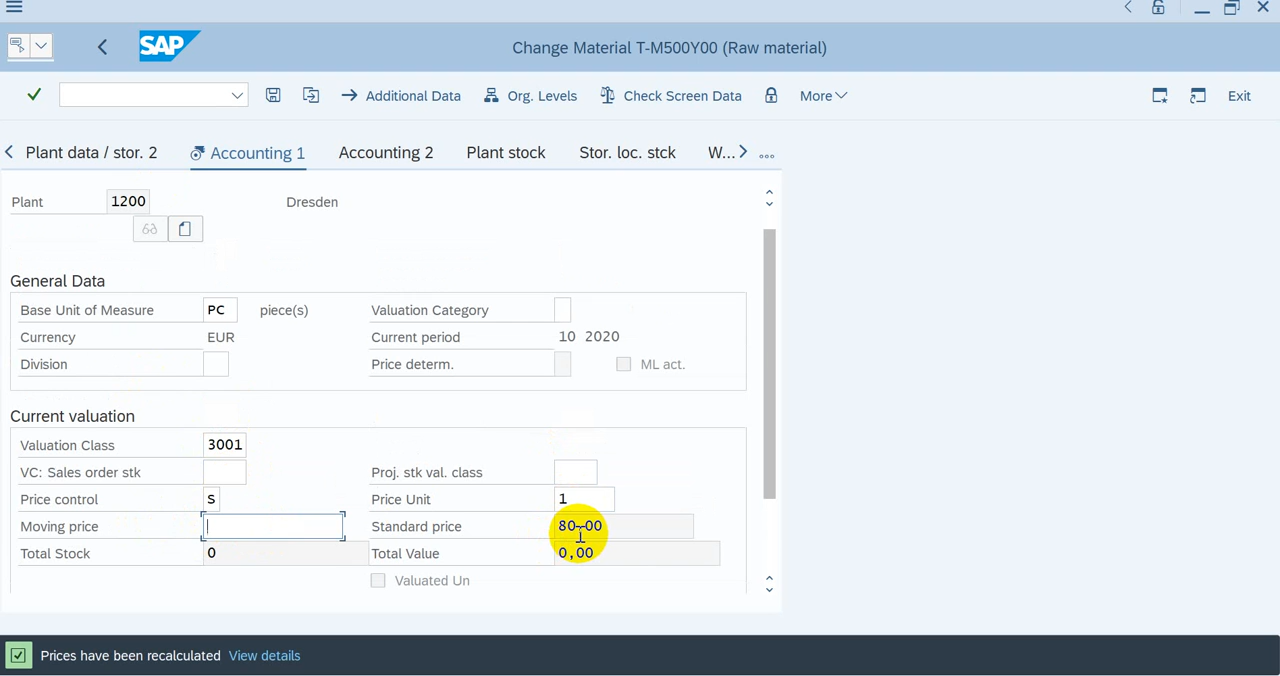 SAP
Change Material T-M500Y00 (Raw material)
Additional Data
Org. Levels
Check Screen Data
More
Exit
Plant data / stor. 2
Accounting 1
Accounting 2
Plant stock
Stor. loc. stck
W...
Plant 1200 Dresden
General Data
Base Unit of Measure PC piece(s) Valuation Category
Currency EUR Current period 10 2020
Division Price determ. ML act.
Current valuation
Valuation Class 3001
VC: Sales order stk Proj. stk val. class
Price control S Price Unit 1
Moving price Standard price 80,00
Total Stock 0 Total Value 0,00
Valuated Un
Prices have been recalculated View details